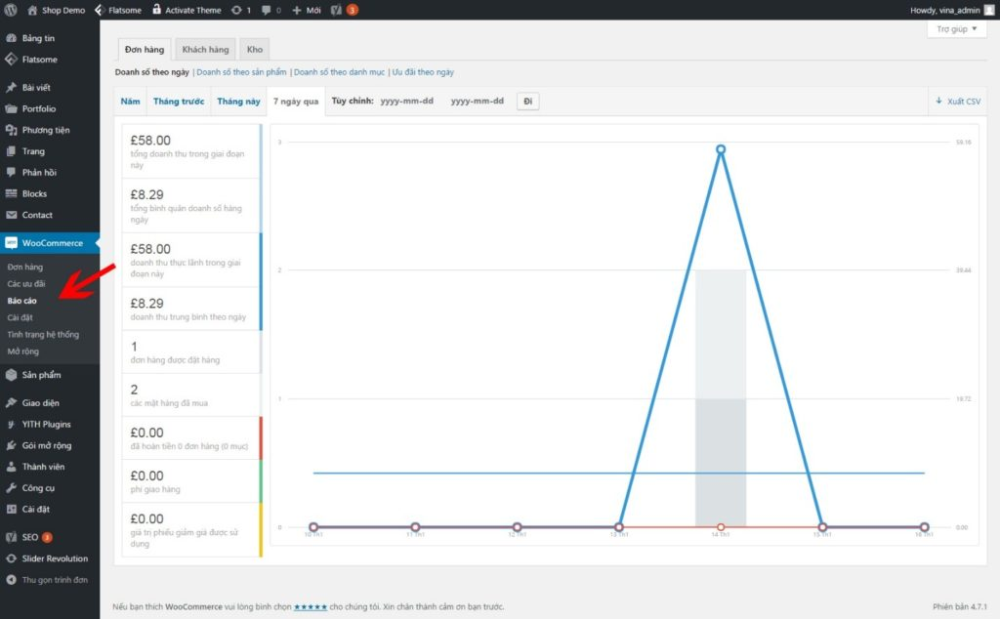 Shop Demo Flatsome Activate Theme 1 0 Mới 3 Howdy, vina_admin
Trợ giúp
Bảng tin
Flatsome
Bài viết
Portfolio
Phương tiện
Trang
Phản hồi
Blocks
Contact
WooCommerce
Đơn hàng
Các ưu đãi
Báo cáo
Cài đặt
Tình trạng hệ thống
Mở rộng
Sản phẩm
Giao diện
YITH Plugins
Gói mở rộng
Thành viên
Công cụ
Cài đặt
SEO 3
Slider Revolution
Thu gọn trình đơn
Đơn hàng Khách hàng Kho
Doanh số theo ngày | Doanh số theo sản phẩm | Doanh số theo danh mục | Ưu đãi theo ngày
Năm Tháng trước Tháng này 7 ngày qua Tùy chỉnh: yyyy-mm-dd yyyy-mm-dd Đi Xuất CSV
£58.00
tổng doanh thu trong giai đoạn
này
£8.29
tổng bình quân doanh số hàng
ngày
£58.00
doanh thu thực lãnh trong giai
đoạn này
£8.29
doanh thu trung bình theo ngày
1
đơn hàng được đặt hàng
2
các mặt hàng đã mua
£0.00
đã hoàn tiền 0 đơn hàng (0 mục)
£0.00
phí giao hàng
£0.00
giá trị phiếu giảm giá được sử
dụng
3 59.16
2 39.44
1 19.72
0 0.00
10 Th1 11 Th1 12 Th1 13 Th1 14 Th1 15 Th1 16 Th1
Nếu bạn thích WooCommerce vui lòng bình chọn ★★★★★ cho chúng tôi. Xin chân thành cảm ơn bạn trước. Phiên bản 4.7.1